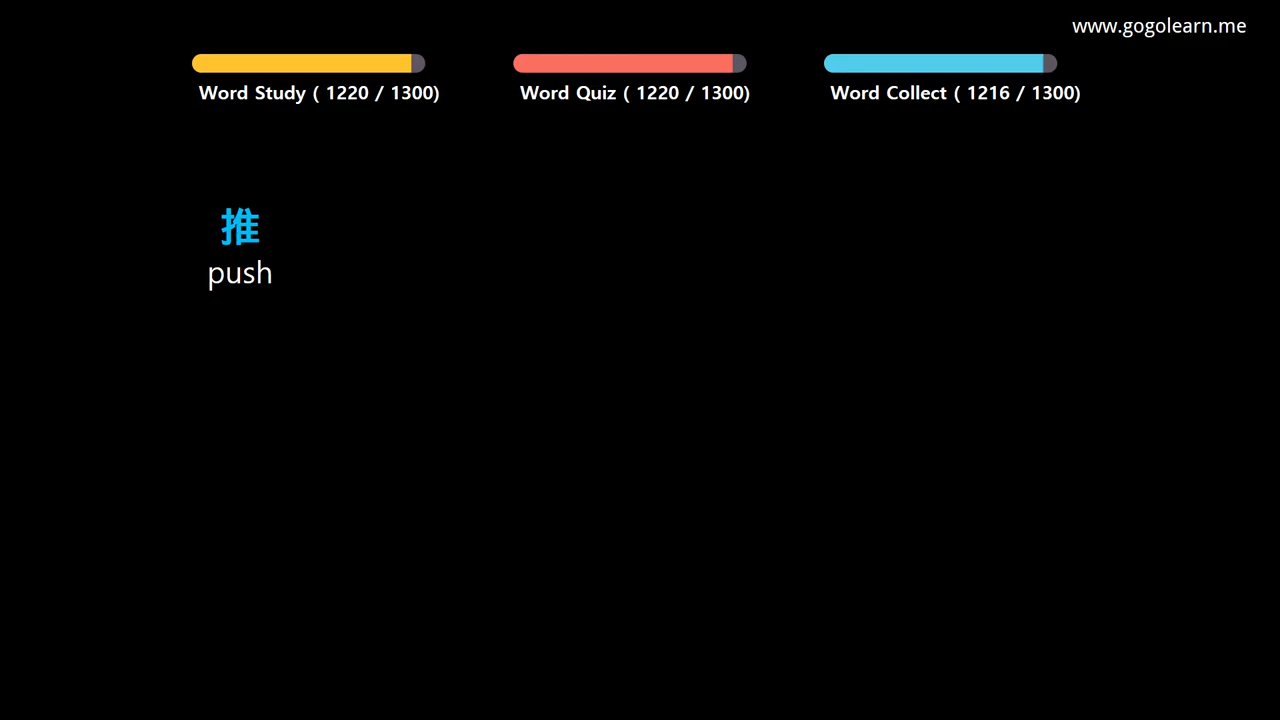 www.gogolearn.me
Word Study ( 1220 / 1300)
Word Quiz ( 1220 / 1300)
Word Collect ( 1216 / 1300)
推
push